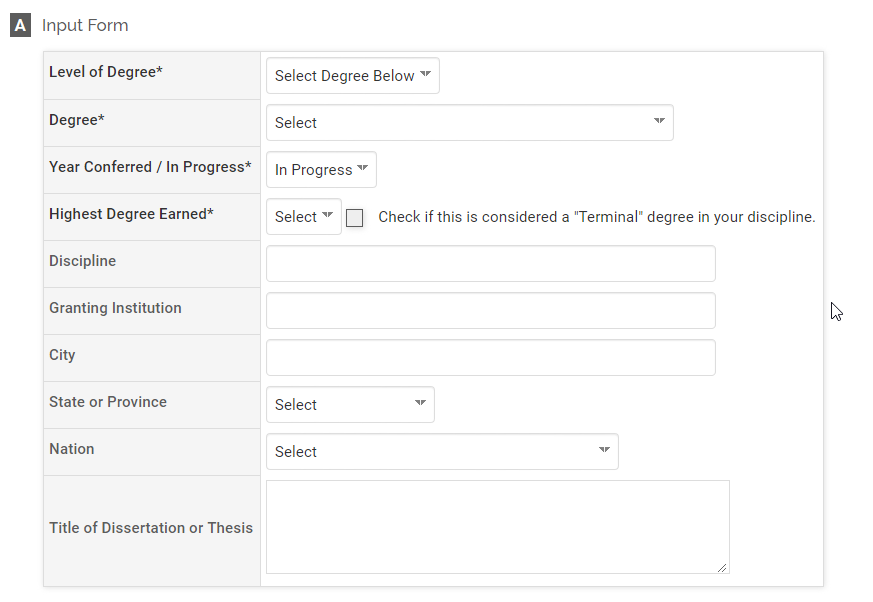 A Input Form
Level of Degree* Select Degree Below
Degree* Select
Year Conferred / In Progress* In Progress
Highest Degree Earned* Select Check if this is considered a "Terminal" degree in your discipline.
Discipline
Granting Institution
City
State or Province Select
Nation Select
Title of Dissertation or Thesis